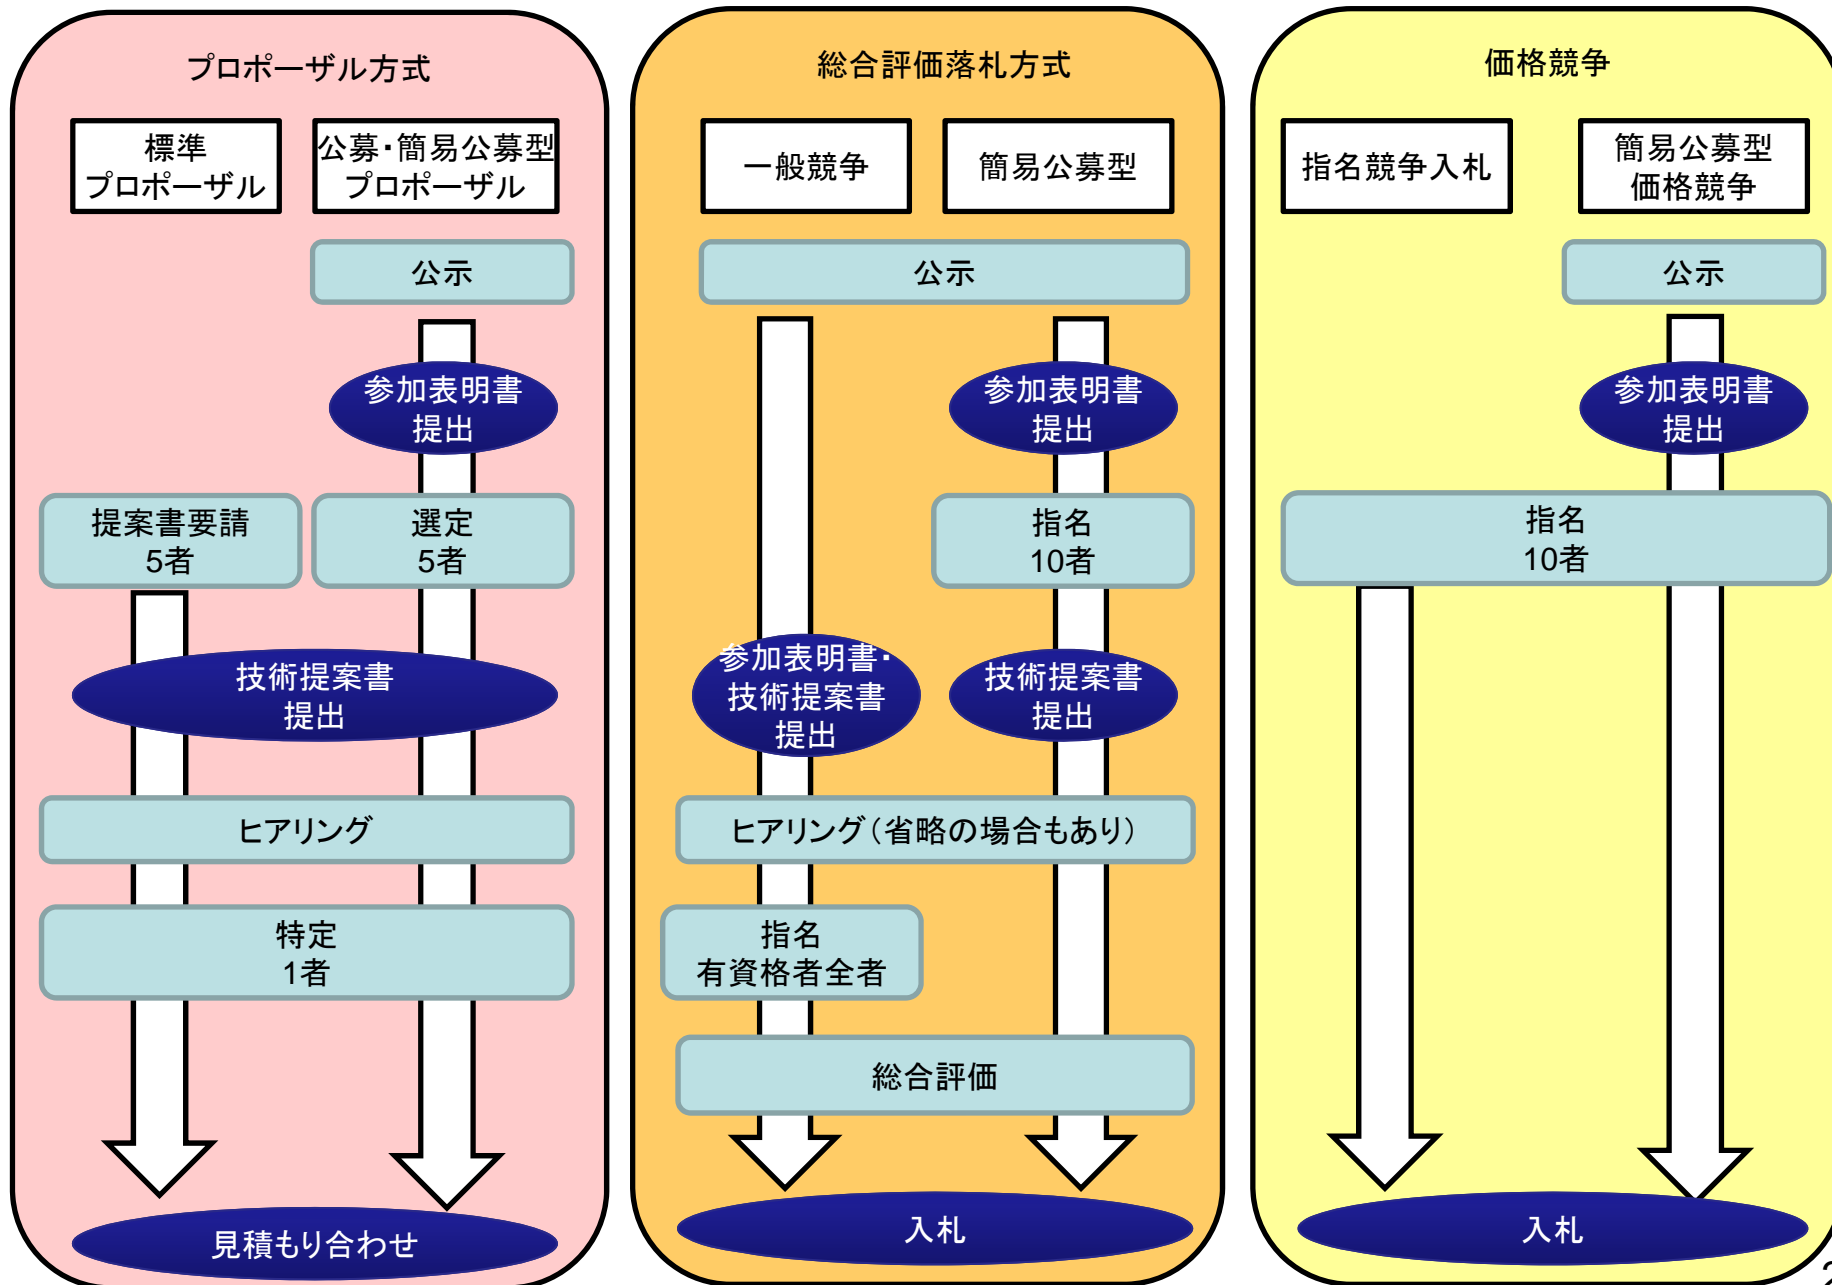 プロポーザル方式
標準
プロポーザル
公募・簡易公募型
プロポーザル
公示
参加表明書
提出
提案書要請
5者
選定
5者
技術提案書
提出
ヒアリング
特定
1者
見積もり合わせ
総合評価落札方式
一般競争
簡易公募型
公示
参加表明書
提出
指名
10者
参加表明書・
技術提案書
提出
技術提案書
提出
ヒアリング（省略の場合もあり）
指名
有資格者全者
総合評価
入札
価格競争
指名競争入札
簡易公募型
価格競争
公示
参加表明書
提出
指名
10者
入札